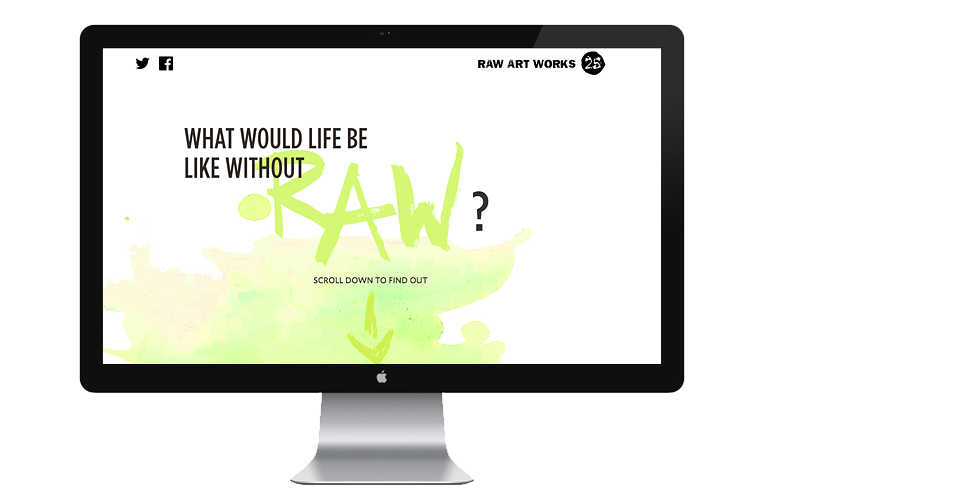 RAW ART WORKS 25
WHAT WOULD LIFE BE
LIKE WITHOUT
RAW
?
SCROLL DOWN TO FIND OUT